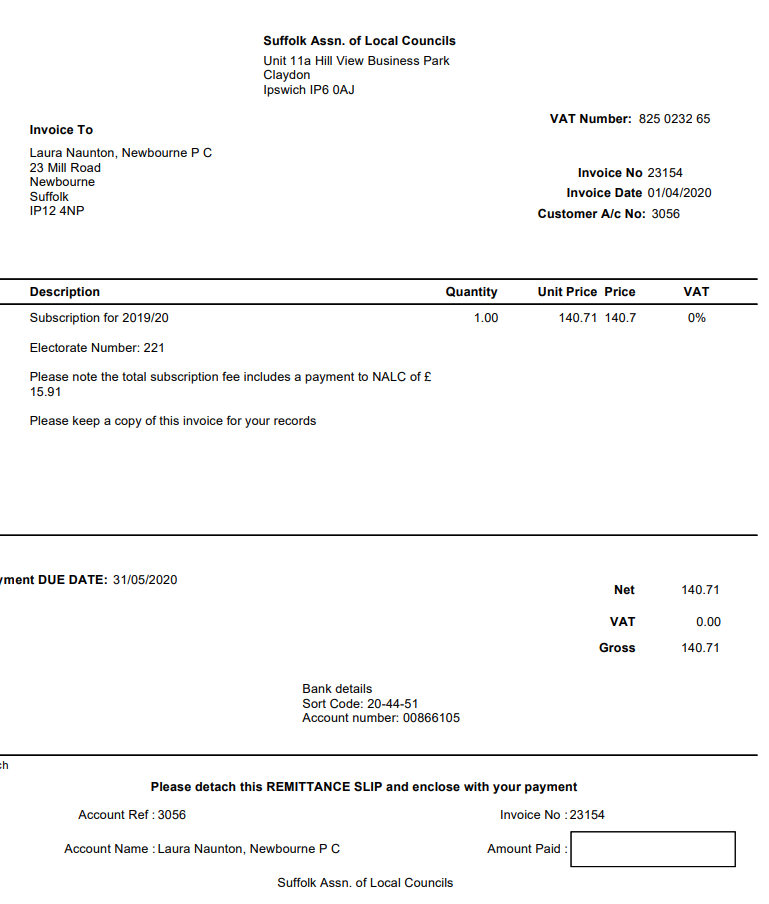 Suffolk Assn. of Local Councils
Unit 11a Hill View Business Park
Claydon
Ipswich IP6 0AJ
VAT Number: 825 0232 65
Invoice To
Laura Naunton, Newbourne P C
23 Mill Road
Newbourne
Suffolk
IP12 4NP
Invoice No 23154
Invoice Date 01/04/2020
Customer A/c No: 3056
Description Quantity Unit Price Price VAT
Subscription for 2019/20 1.00 140.71 140.7 0%
Electorate Number: 221
Please note the total subscription fee includes a payment to NALC of £
15.91
Please keep a copy of this invoice for your records
yment DUE DATE: 31/05/2020
Net 140.71
VAT 0.00
Gross 140.71
Bank details
Sort Code: 20-44-51
Account number: 00866105
ch
Please detach this REMITTANCE SLIP and enclose with your payment
Account Ref : 3056 Invoice No : 23154
Account Name : Laura Naunton, Newbourne P C Amount Paid :
Suffolk Assn. of Local Councils